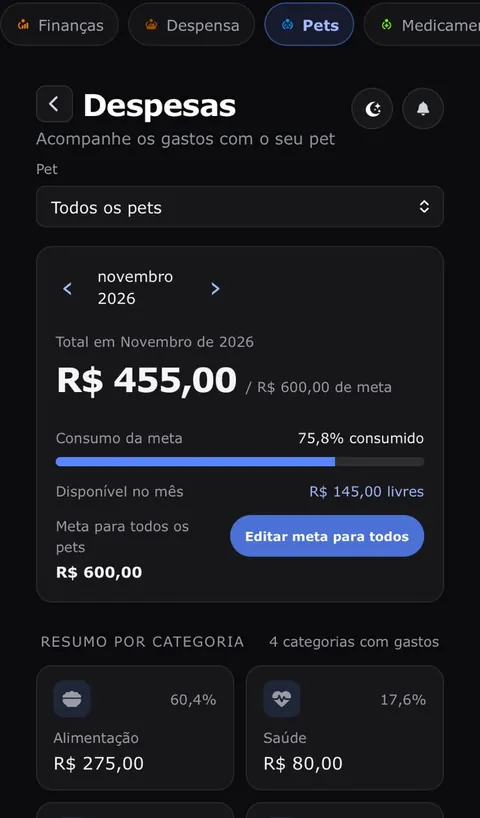 Finanças
Despensa
Pets
Despesas
Acompanhe os gastos com o seu pet
Pet
Todos os pets
novembro
2026
Total em Novembro de 2026
R$ 455,00 / R$ 600,00 de meta
Consumo da meta 75,8% consumido
Disponível no mês R$ 145,00 livres
Meta para todos os
pets
R$ 600,00
Editar meta para todos
RESUMO POR CATEGORIA 4 categorias com gastos
60,4%
Alimentação
R$ 275,00
17,6%
Saúde
R$ 80,00